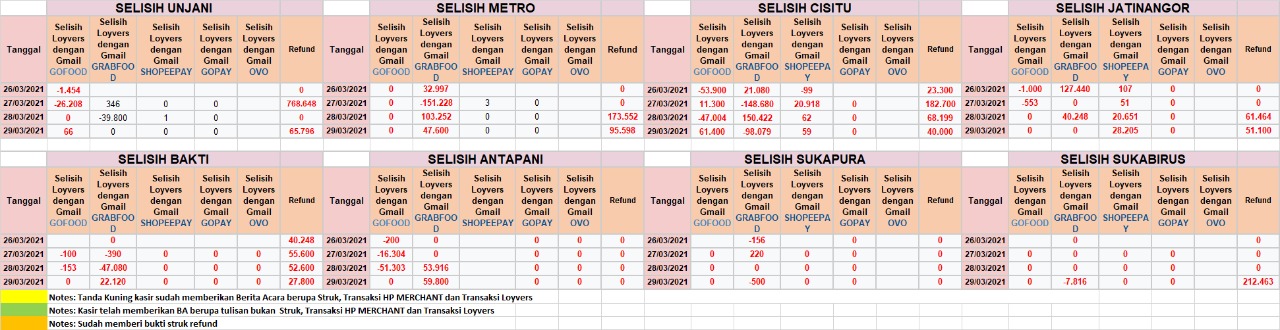 SELISIH UNJANI SELISIH METRO SELISIH CISITU SELISIH JATINANGOR
Tanggal Selisih Loyvers dengan Gmail GOFOOD Selisih Loyvers dengan Gmail GRABFOOD Selisih Loyvers dengan Gmail SHOPEEPAY Selisih Loyvers dengan Gmail GOPAY Selisih Loyvers dengan Gmail OVO Refund Tanggal Selisih Loyvers dengan Gmail GOFOOD Selisih Loyvers dengan Gmail GRABFOOD Selisih Loyvers dengan Gmail SHOPEEPAY Selisih Loyvers dengan Gmail GOPAY Selisih Loyvers dengan Gmail OVO Refund Tanggal Selisih Loyvers dengan Gmail GOFOOD Selisih Loyvers dengan Gmail GRABFOOD Selisih Loyvers dengan Gmail SHOPEEPAY Selisih Loyvers dengan Gmail GOPAY Selisih Loyvers dengan Gmail OVO Refund Tanggal Selisih Loyvers dengan Gmail GOFOOD Selisih Loyvers dengan Gmail GRABFOOD Selisih Loyvers dengan Gmail SHOPEEPAY Selisih Loyvers dengan Gmail GOPAY Selisih Loyvers dengan Gmail OVO Refund
26/03/2021 -1.454 0 26/03/2021 0 32.997 0 26/03/2021 -53.900 21.080 -99 23.300 26/03/2021 -1.000 127.440 107 0
27/03/2021 -26.208 346 0 0 768.648 27/03/2021 0 -151.228 3 0 0 27/03/2021 11.300 -148.680 20.918 0 182.700 27/03/2021 -553 0 51 0 0
28/03/2021 0 -39.800 1 0 0 28/03/2021 0 103.252 0 0 173.552 28/03/2021 -47.004 150.422 62 0 68.199 28/03/2021 0 40.248 20.651 0 61.464
29/03/2021 66 0 0 0 65.796 29/03/2021 0 47.600 0 0 95.598 29/03/2021 61.400 -98.079 59 0 40.000 29/03/2021 0 0 28.205 0 51.100
SELISIH BAKTI SELISIH ANTAPANI SELISIH SUKAPURA SELISIH SUKABIRUS
Tanggal Selisih Loyvers dengan Gmail GOFOOD Selisih Loyvers dengan Gmail GRABFOOD Selisih Loyvers dengan Gmail SHOPEEPAY Selisih Loyvers dengan Gmail GOPAY Selisih Loyvers dengan Gmail OVO Refund Tanggal Selisih Loyvers dengan Gmail GOFOOD Selisih Loyvers dengan Gmail GRABFOOD Selisih Loyvers dengan Gmail SHOPEEPAY Selisih Loyvers dengan Gmail GOPAY Selisih Loyvers dengan Gmail OVO Refund Tanggal Selisih Loyvers dengan Gmail GOFOOD Selisih Loyvers dengan Gmail GRABFOOD Selisih Loyvers dengan Gmail SHOPEEPAY Selisih Loyvers dengan Gmail GOPAY Selisih Loyvers dengan Gmail OVO Refund Tanggal Selisih Loyvers dengan Gmail GOFOOD Selisih Loyvers dengan Gmail GRABFOOD Selisih Loyvers dengan Gmail SHOPEEPAY Selisih Loyvers dengan Gmail GOPAY Selisih Loyvers dengan Gmail OVO Refund
26/03/2021 0 40.248 26/03/2021 -200 0 0 0 0 26/03/2021 -156 0 0 26/03/2021 0 0 0
27/03/2021 -100 -390 0 0 0 55.600 27/03/2021 -16.304 0 0 0 27/03/2021 0 220 0 0 0 0 27/03/2021 0 0 0 0 0
28/03/2021 -153 -47.080 0 0 0 52.600 28/03/2021 -51.303 53.916 0 0 0 28/03/2021 0 0 0 0 0 0 28/03/2021 0 0 0 0 0
29/03/2021 0 22.120 0 0 0 27.800 29/03/2021 0 59.800 0 0 0 29/03/2021 0 -500 0 0 0 0 29/03/2021 0 -7.816 0 0 0 212.463
Notes: Tanda Kuning kasir sudah memberikan Berita Acara berupa Struk, Transaksi HP MERCHANT dan Transaksi Loyvers
Notes: Kasir telah memberikan BA berupa tulisan bukan Struk, Transaksi HP MERCHANT dan Transaksi Loyvers
Notes: Sudah memberi bukti struk refund